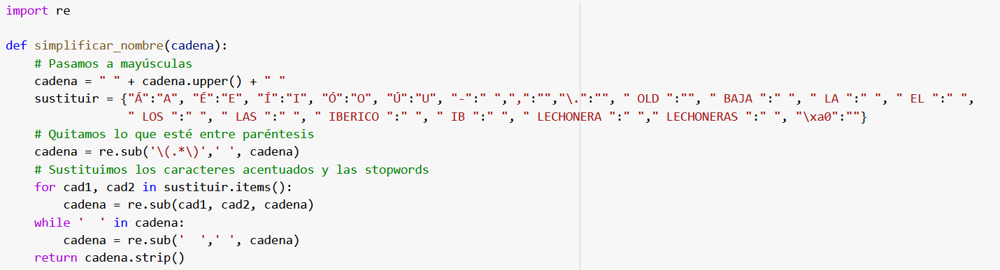 import re
def simplificar_nombre(cadena):
    # Pasamos a mayúsculas
    cadena = " " + cadena.upper() + " "
    sustituir = {"Á":"A", "É":"E", "Í":"I", "Ó":"O", "Ú":"U", "-":" ",",":"","\.":"", " OLD ":"", " BAJA ":" ", " LA ":" ", " EL ":" ",
                 " LOS ":" ", " LAS ":" ", " IBERICO ":" ", " IB ":" ", " LECHONERA ":" "," LECHONERAS ":" ", "\xa0":""}
    # Quitamos lo que esté entre paréntesis
    cadena = re.sub('\(.*\)',' ', cadena)
    # Sustituimos los caracteres acentuados y las stopwords
    for cad1, cad2 in sustituir.items():
        cadena = re.sub(cad1, cad2, cadena)
    while '  ' in cadena:
        cadena = re.sub('  ',' ', cadena)
    return cadena.strip()